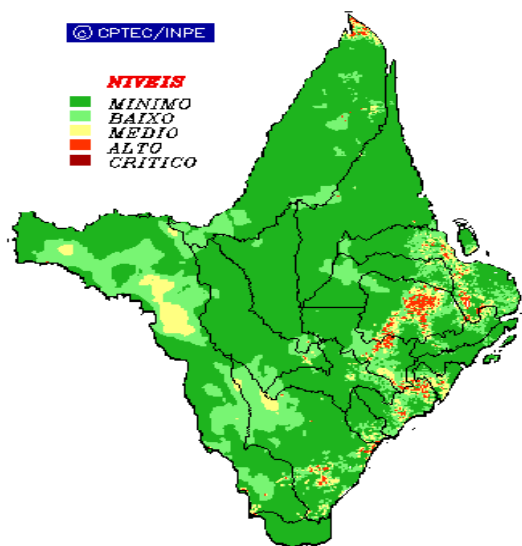 © CPTEC/INPE
NIVEIS
MINIMO
BAIXO
MEDIO
ALTO
CRITICO